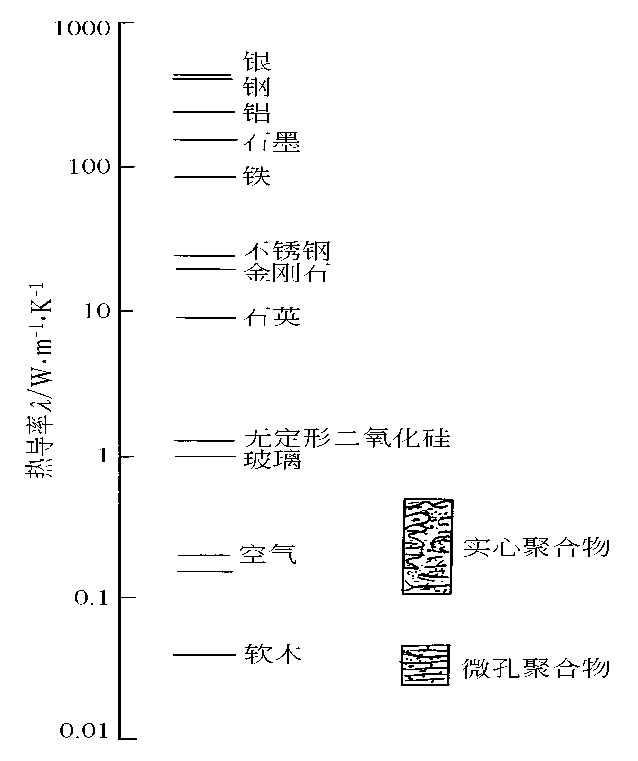 1000
银
钢
铝
石墨
100
铁
不锈钢
金刚石
10
石英
热导率λ/W·m⁻¹·K⁻¹
无定形二氧化硅
1
玻璃
实心聚合物
空气
0.1
软木
微孔聚合物
0.01